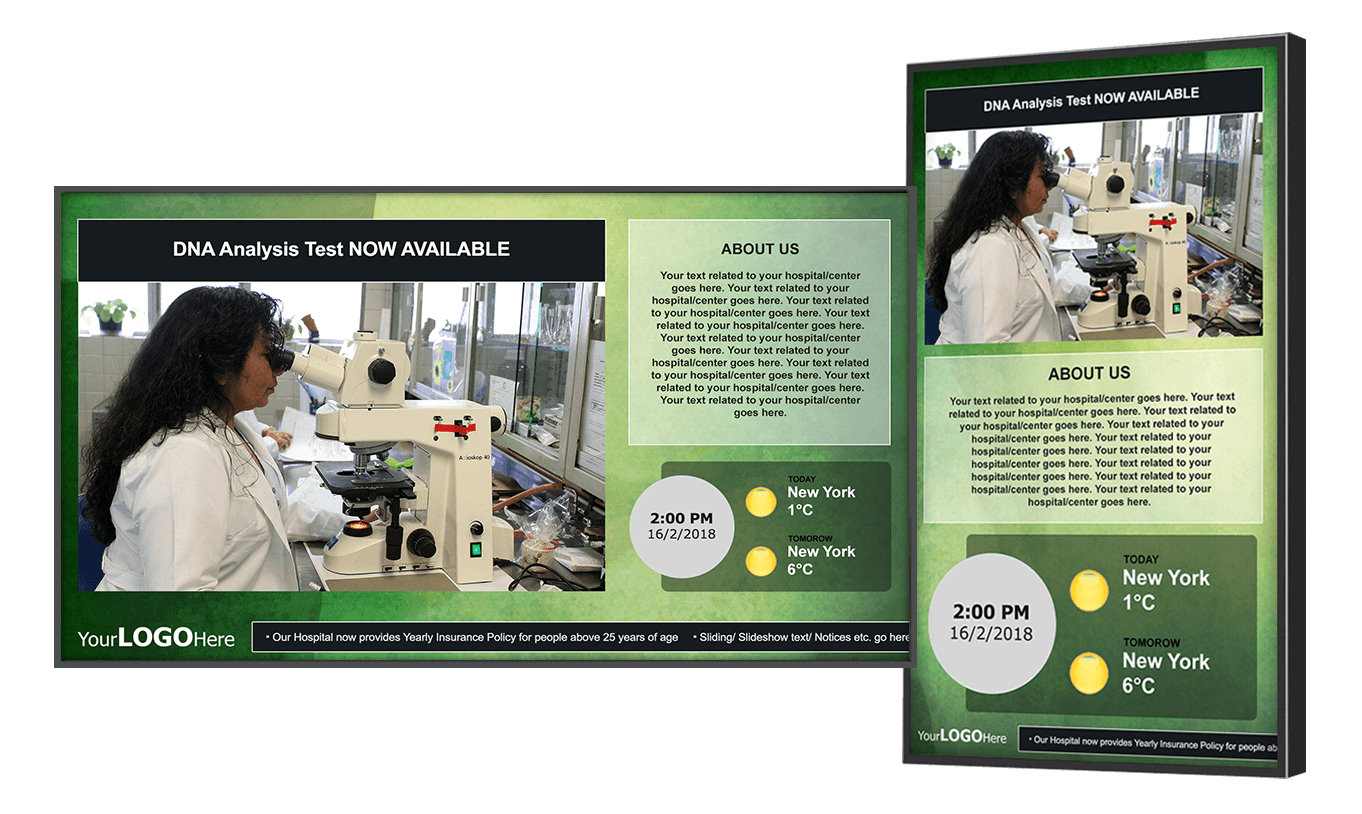 DNA Analysis Test NOW AVAILABLE
ABOUT US
Your text related to your hospital/center
goes here. Your text related to your
hospital/center goes here. Your text related
to your hospital/center goes here. Your text
related to your hospital/center goes here.
Your text related to your hospital/center
goes here. Your text related to your
hospital/center goes here. Your text related
to your hospital/center goes here. Your text
related to your hospital/center goes here.
Your text related to your hospital/center
goes here.
A ioskop 40
2:00 PM
16/2/2018
TODAY
New York
1°C
TOMOROW
New York
6°C
YourLOGOHere
• Our Hospital now provides Yearly Insurance Policy for people above 25 years of age • Sliding/ Slideshow text/ Notices etc. go here
DNA Analysis Test NOW AVAILABLE
ABOUT US
Your text related to your hospital/center goes here. Your text
related to your hospital/center goes here. Your text related to
your hospital/center goes here. Your text related to your
hospital/center goes here. Your text related to your
hospital/center goes here. Your text related to your
hospital/center goes here. Your text related to your
hospital/center goes here. Your text related to your
hospital/center goes here.
2:00 PM
16/2/2018
TODAY
New York
1°C
TOMOROW
New York
6°C
YourLOGOHere
• Our Hospital now provides Yearly Insurance Policy for people ab